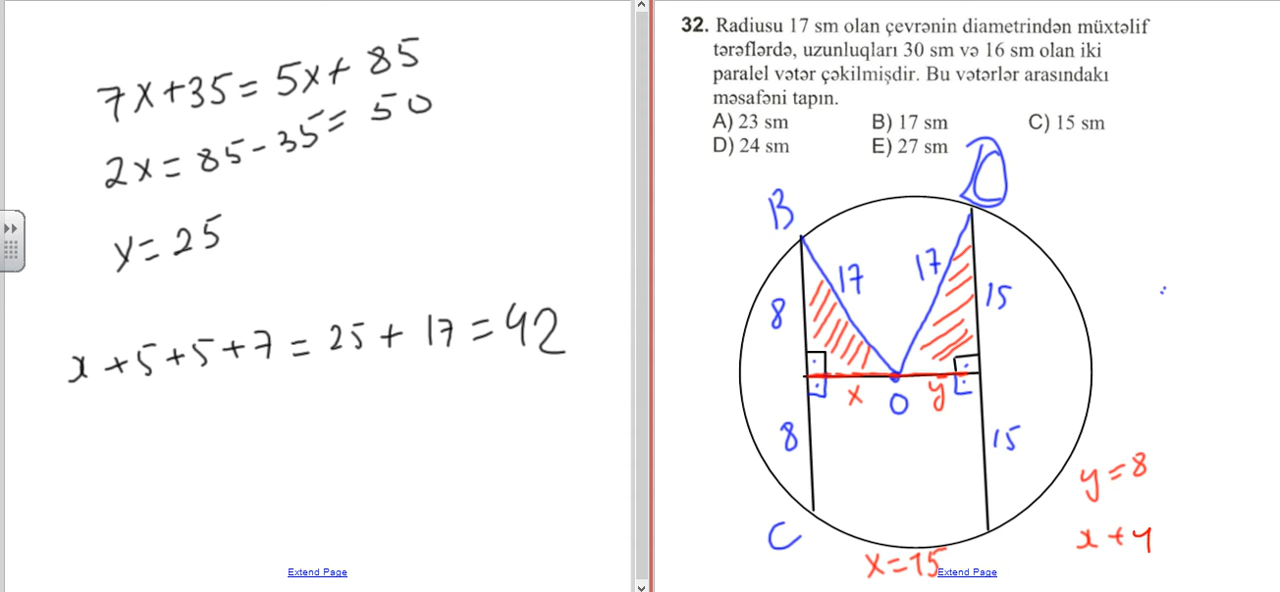 7x+35=5x+85
2x=85-35=50
x=25
x+5+5+7=25+17=42
Extend Page
32. Radiusu 17 sm olan çevrənin diametrindən müxtəlif
tərəflərdə, uzunluqları 30 sm və 16 sm olan iki
paralel vətər çəkilmişdir. Bu vətərlər arasındakı
məsafəni tapın.
A) 23 sm B) 17 sm C) 15 sm
D) 24 sm E) 27 sm
B D
17 17
8 15
x O y
8 15
y=8
C x+y
x=15
Extend Page